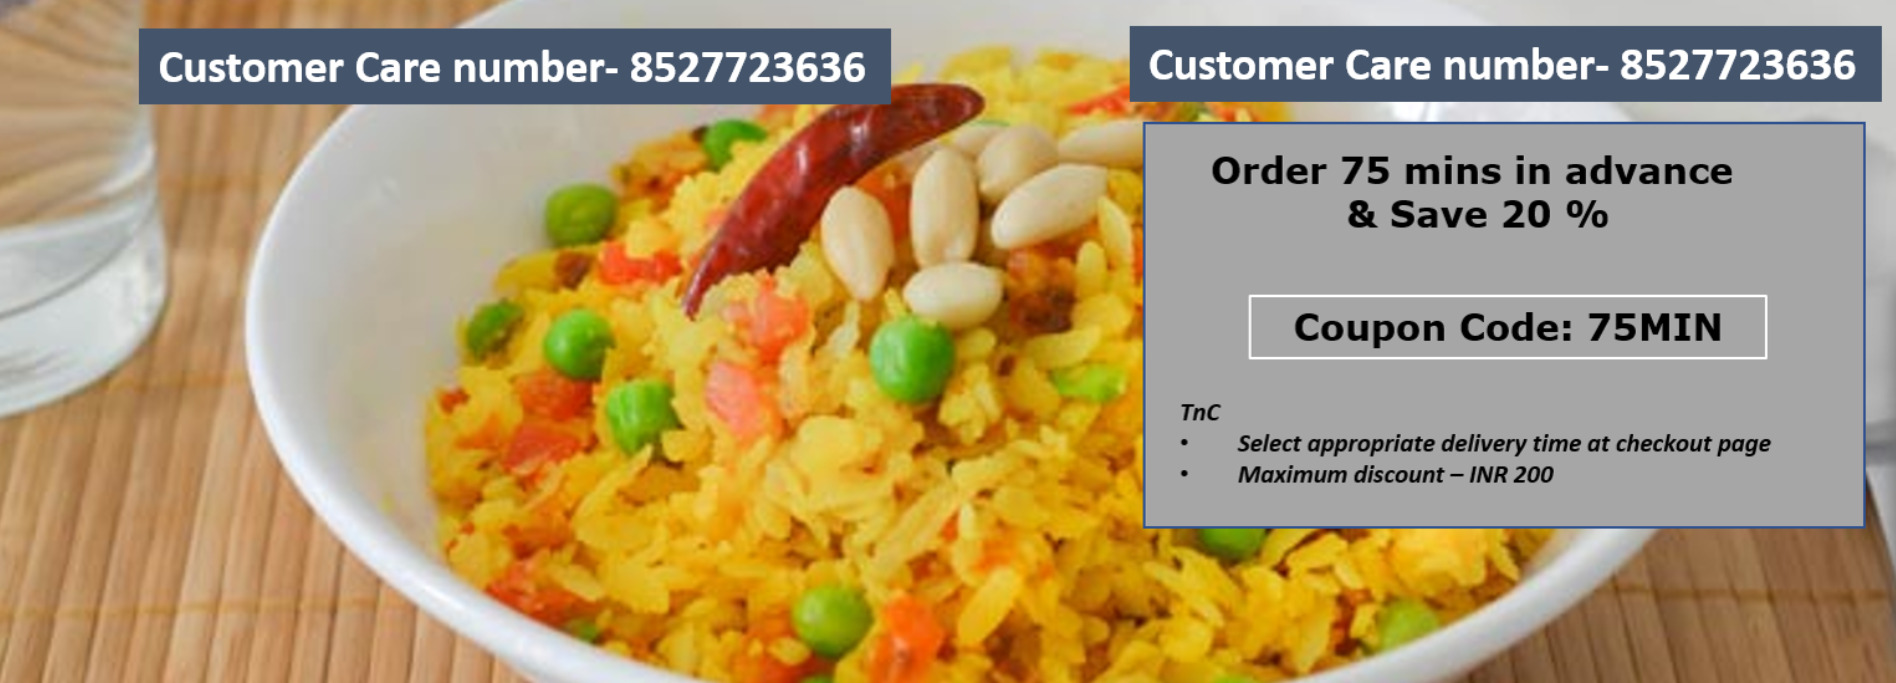 Customer Care number- 8527723636
Customer Care number- 8527723636
Order 75 mins in advance
& Save 20 %
Coupon Code: 75MIN
TnC
• Select appropriate delivery time at checkout page
• Maximum discount – INR 200